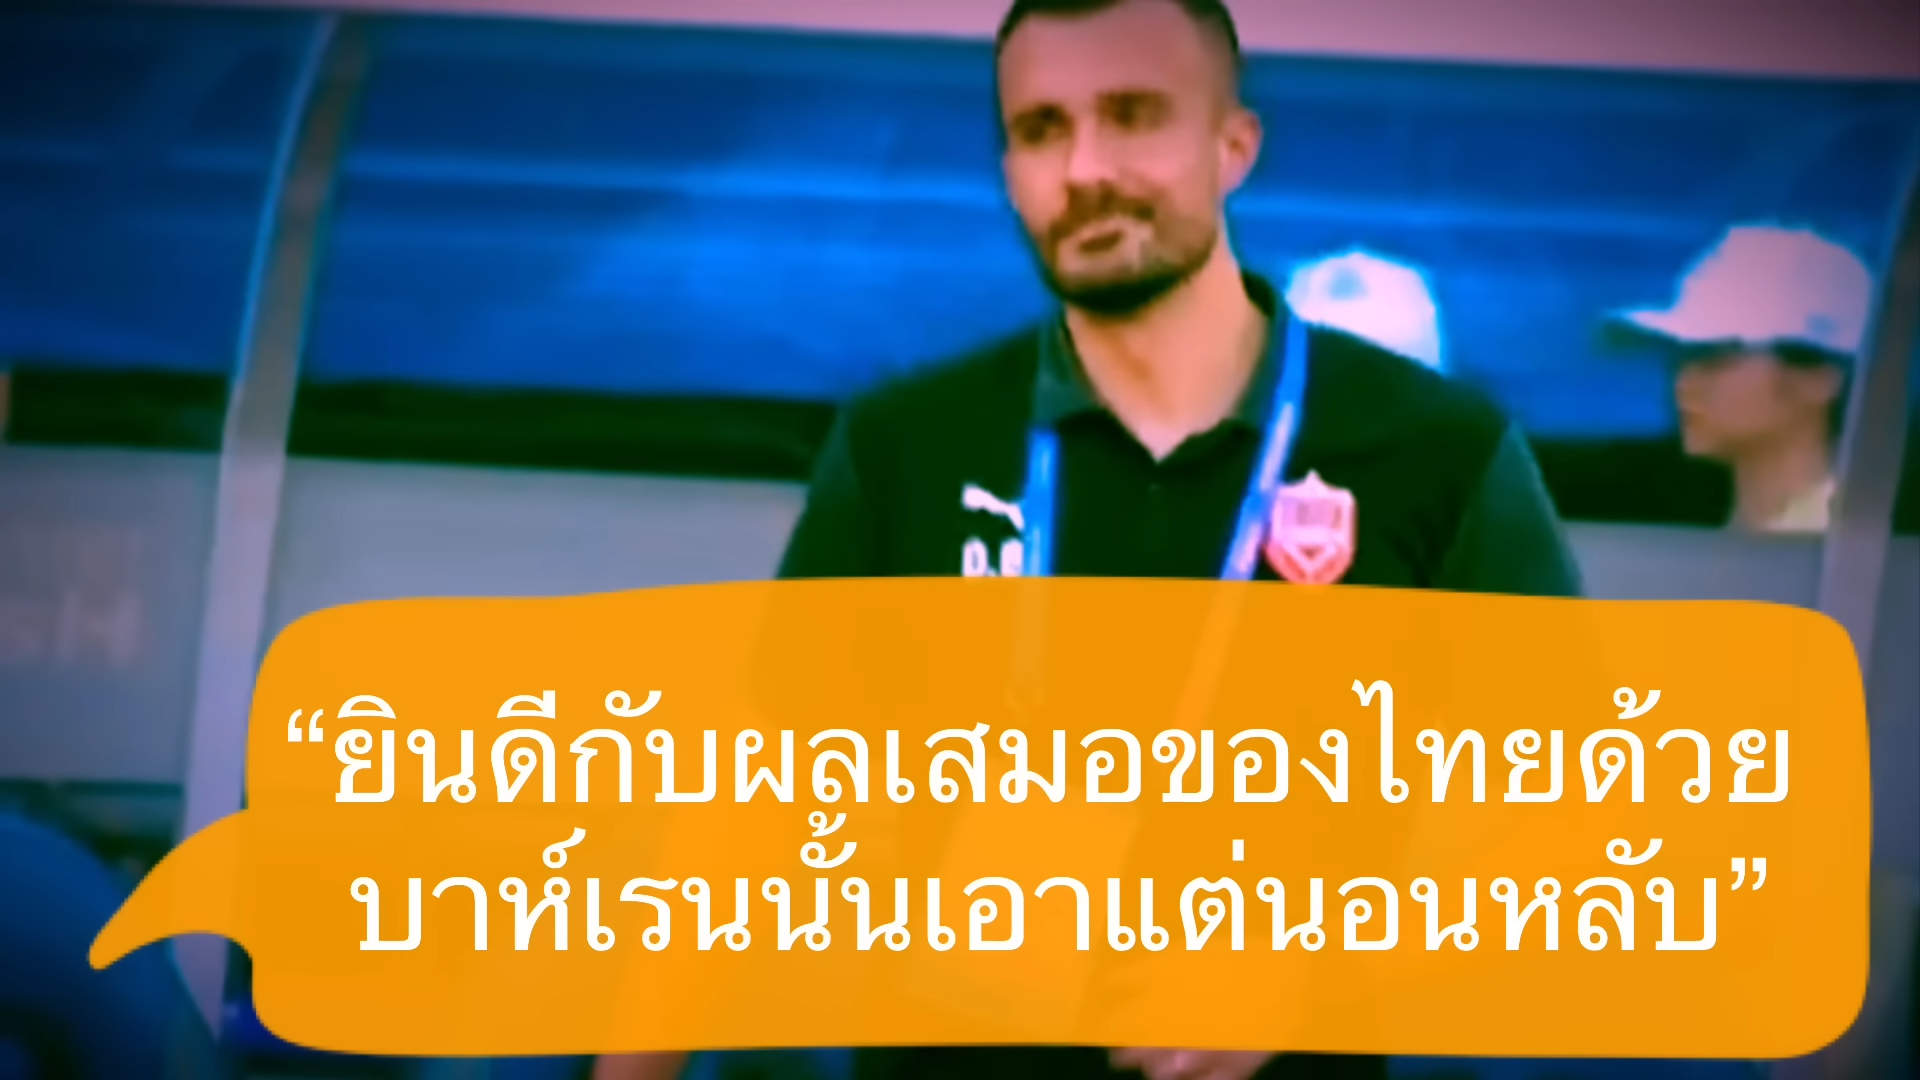 “ยินดีกับผลเสมอของไทยด้วย
บาห์เรนนั้นเอาแต่นอนหลับ”